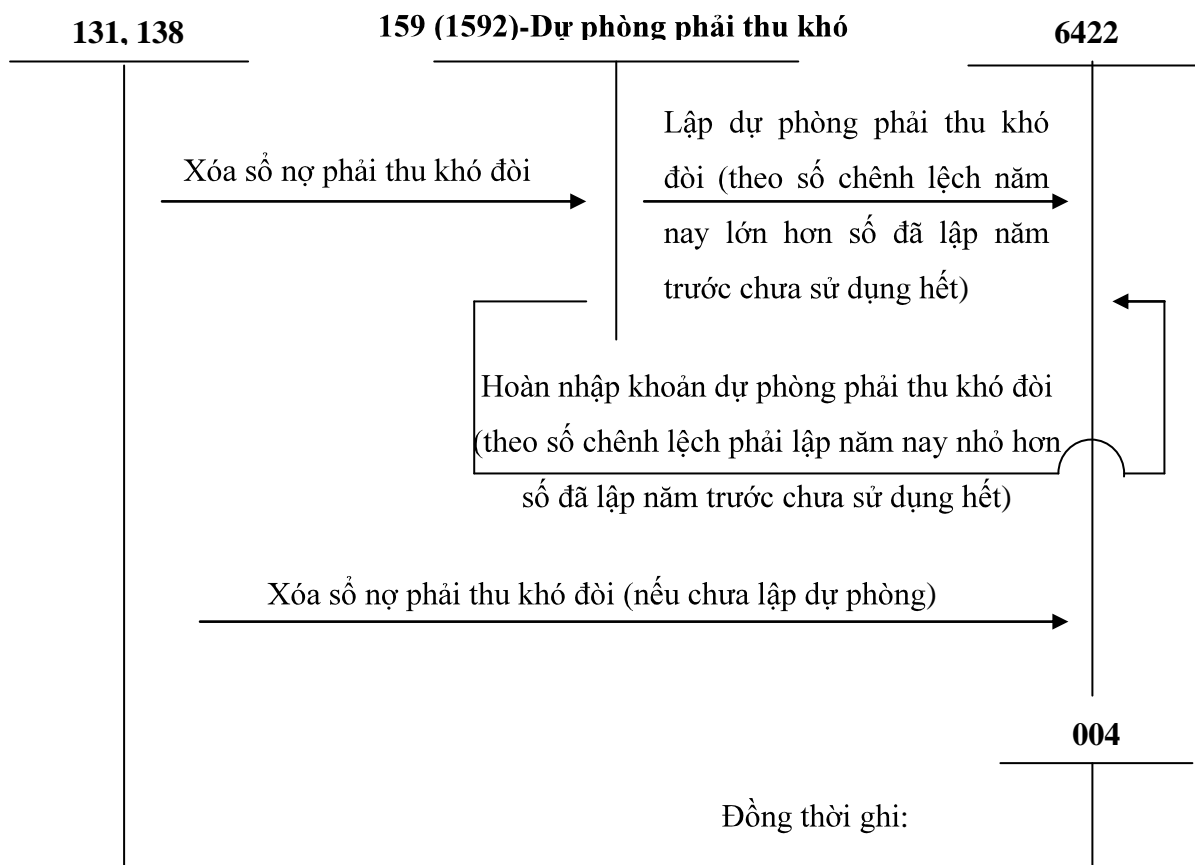 131, 138
159 (1592)-Dự phòng phải thu khó
6422
Xóa sổ nợ phải thu khó đòi
Lập dự phòng phải thu khó
đòi (theo số chênh lệch năm
nay lớn hơn số đã lập năm
trước chưa sử dụng hết)
Hoàn nhập khoản dự phòng phải thu khó đòi
(theo số chênh lệch phải lập năm nay nhỏ hơn
số đã lập năm trước chưa sử dụng hết)
Xóa sổ nợ phải thu khó đòi (nếu chưa lập dự phòng)
004
Đồng thời ghi: